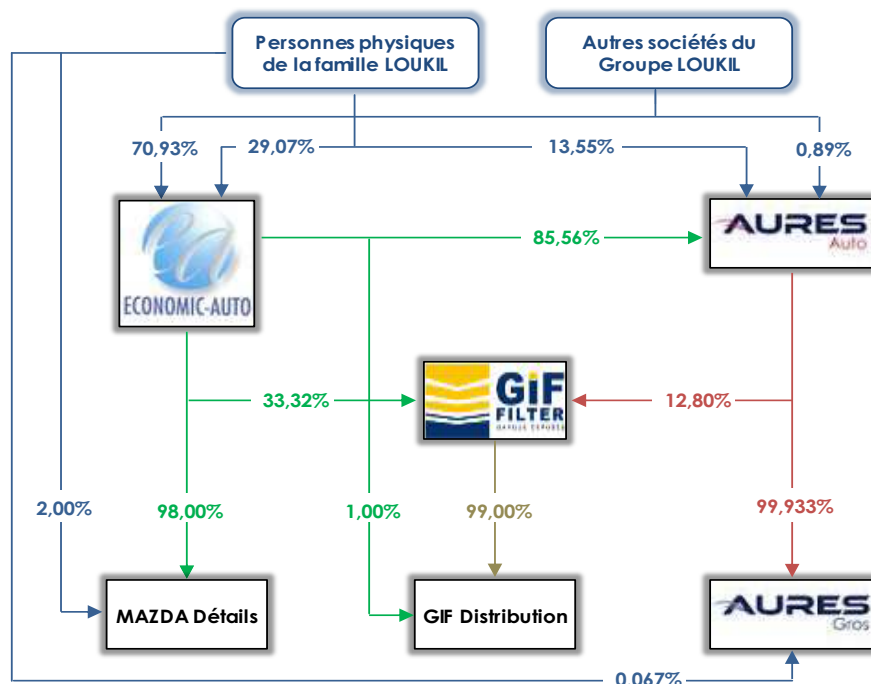 Personnes physiques
de la famille LOUKIL
Autres sociétés du
Groupe LOUKIL
70,93%
29,07%
13,55%
0,89%
ECONOMIC-AUTO
85,56%
AURES
Auto
33,32%
GiF
FILTER
MARQUE DEPOSEE
12,80%
2,00%
98,00%
1,00%
99,00%
99,933%
MAZDA Détails
GIF Distribution
AURES
Gros
0,067%